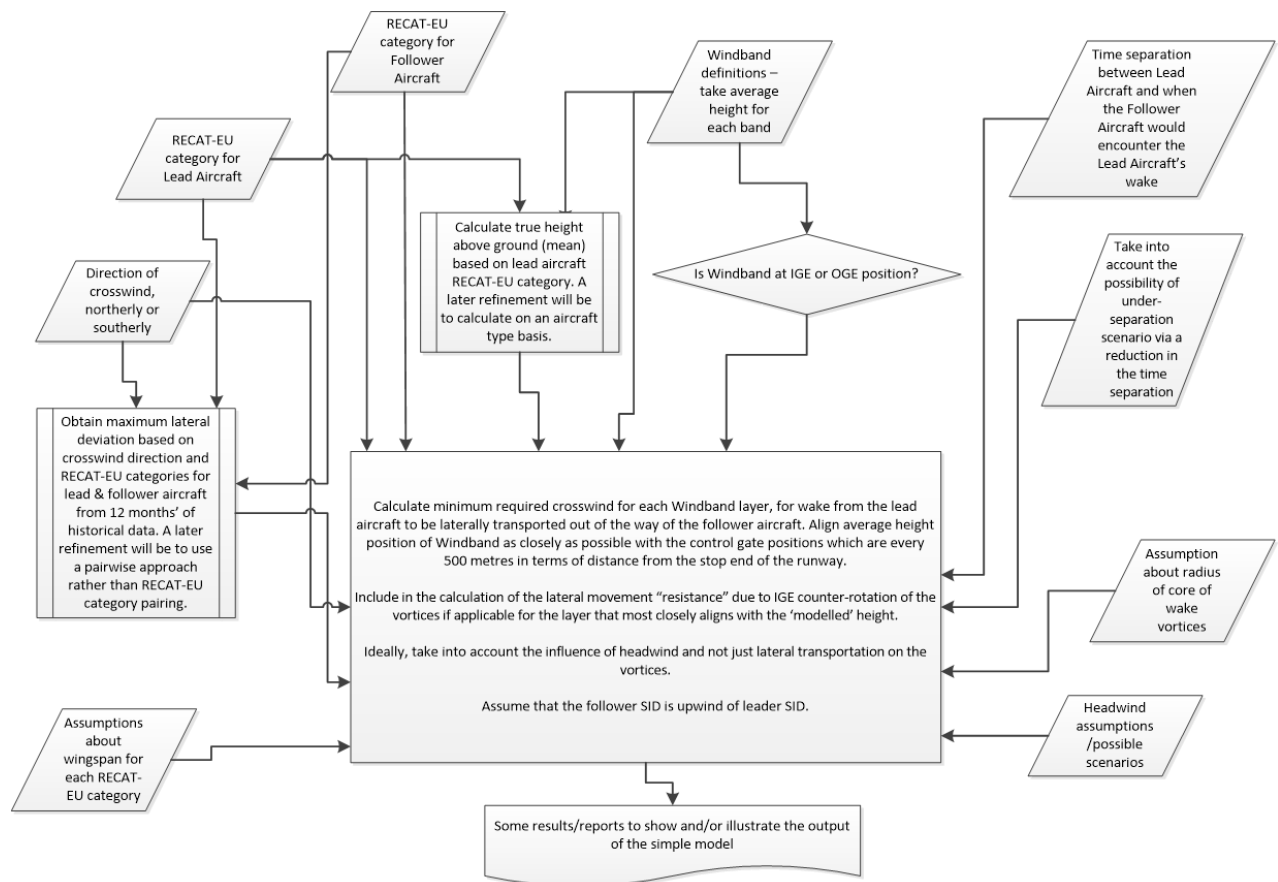 RECAT-EU
category for
Follower
Aircraft
Windband
definitions –
take average
height for
each band
Time separation
between Lead
Aircraft and when
the Follower
Aircraft would
encounter the
Lead Aircraft’s
wake
RECAT-EU
category for
Lead Aircraft
Calculate true height
above ground (mean)
based on lead aircraft
RECAT-EU category. A
later refinement will be
to calculate on an aircraft
type basis.
Is Windband at IGE or OGE position?
Take into
account the
possibility of
under-
separation
scenario via a
reduction in
the time
separation
Direction of
crosswind,
northerly or
southerly
Obtain maximum lateral
deviation based on
crosswind direction and
RECAT-EU categories for
lead & follower aircraft
from 12 months’ of
historical data. A later
refinement will be to use
a pairwise approach
rather than RECAT-EU
category pairing.
Calculate minimum required crosswind for each Windband layer, for wake from the lead
aircraft to be laterally transported out of the way of the follower aircraft. Align average height
position of Windband as closely as possible with the control gate positions which are every
500 metres in terms of distance from the stop end of the runway.
Include in the calculation of the lateral movement “resistance” due to IGE counter-rotation of the
vortices if applicable for the layer that most closely aligns with the ‘modelled’ height.
Ideally, take into account the influence of headwind and not just lateral transportation on the
vortices.
Assume that the follower SID is upwind of leader SID.
Assumption
about radius of
core of wake
vortices
Assumptions
about
wingspan for
each RECAT-
EU category
Headwind
assumptions
/possible
scenarios
Some results/reports to show and/or illustrate the output
of the simple model